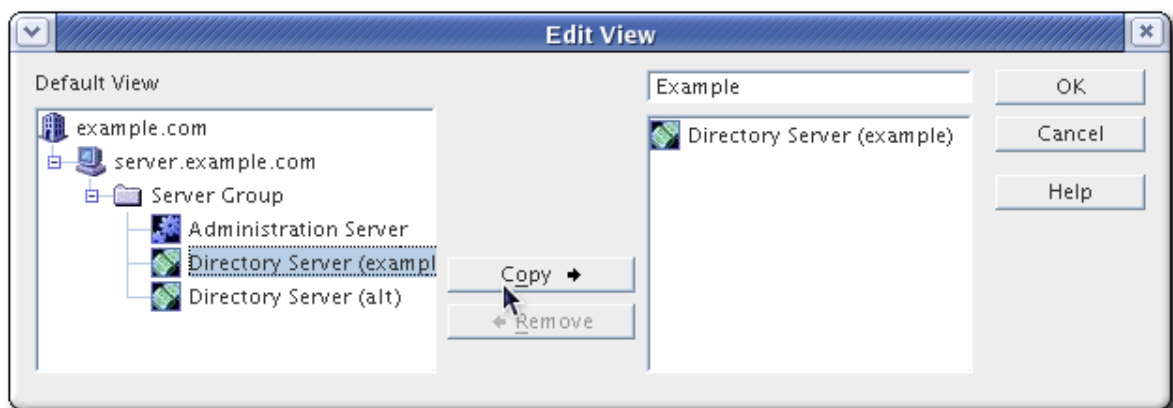 Edit View
Default View
example.com
server.example.com
Server Group
Administration Server
Directory Server (exampl
Directory Server (alt)
Copy
Remove
Example
Directory Server (example)
OK
Cancel
Help